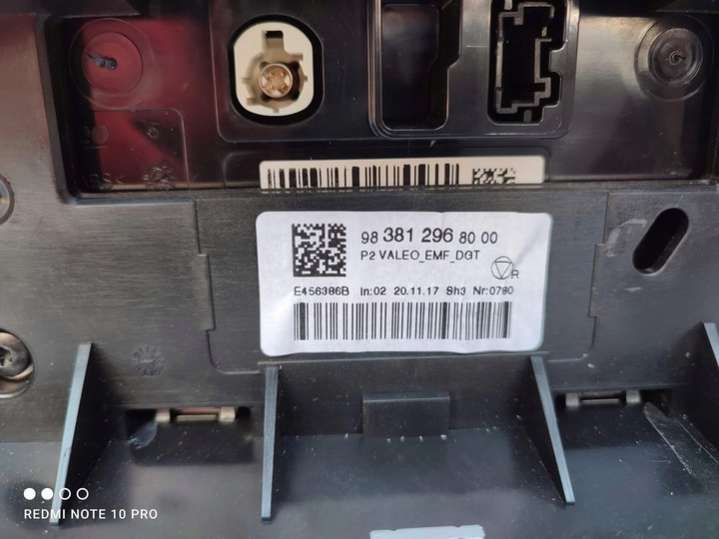 98 381 296 80 00
P2 VALEO_EMF_DGT
R
E456386B In:02 20.11.17 Sh3 Nr:0780
REDMI NOTE 10 PRO